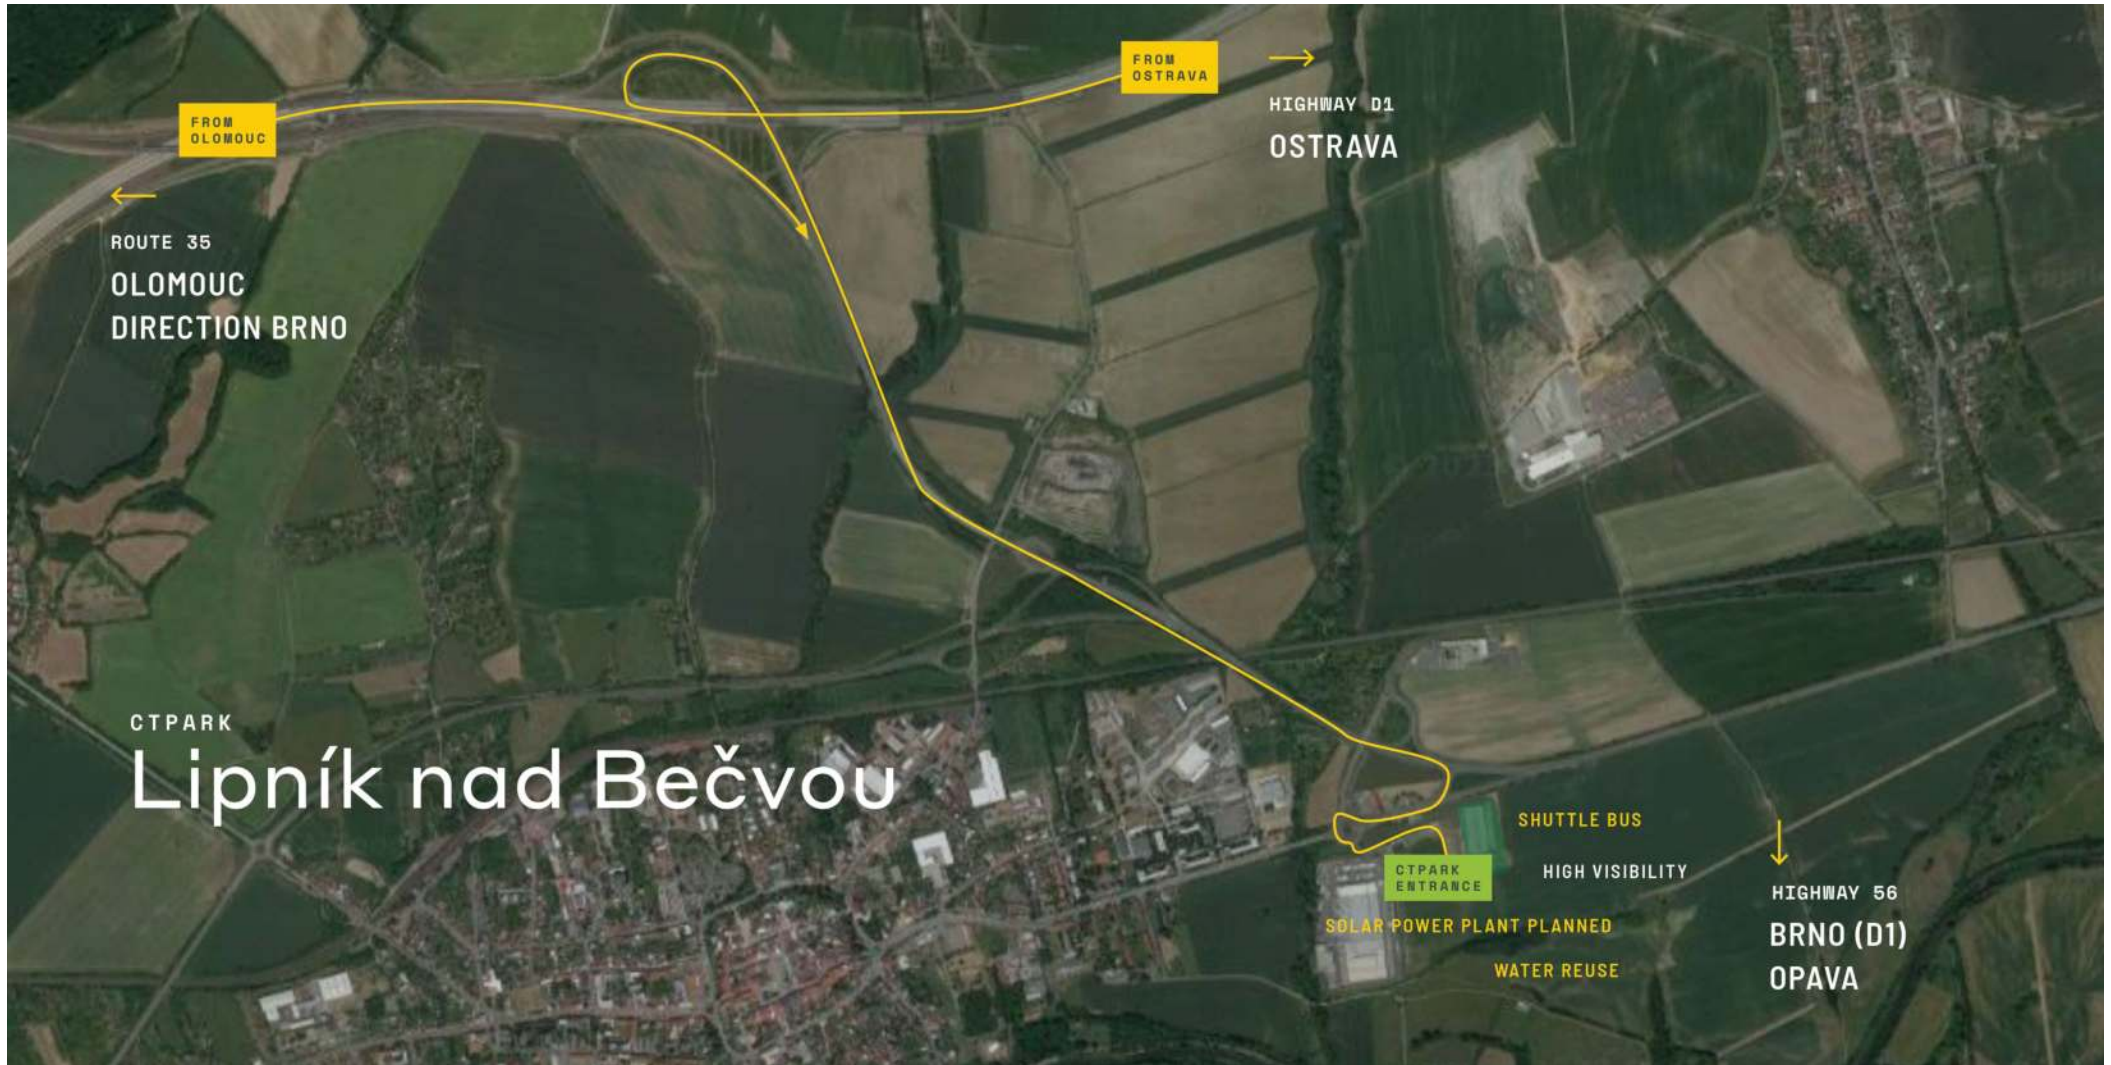 FROM
OSTRAVA
HIGHWAY D1
OSTRAVA
FROM
OLOMOUC
ROUTE 35
OLOMOUC
DIRECTION BRNO
CTPARK
Lipník nad Bečvou
SHUTTLE BUS
CTPARK
ENTRANCE
HIGH VISIBILITY
SOLAR POWER PLANT PLANNED
WATER REUSE
HIGHWAY 56
BRNO (D1)
OPAVA